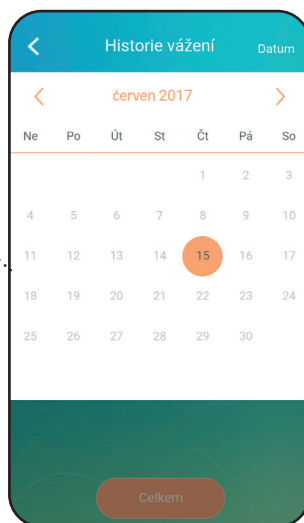 Historie vážení Datum
červen 2017
Ne Po Út St Čt Pá So
1 2 3
4 5 6 7 8 9 10
11 12 13 14 15 16 17
18 19 20 21 22 23 24
25 26 27 28 29 30
Celkem